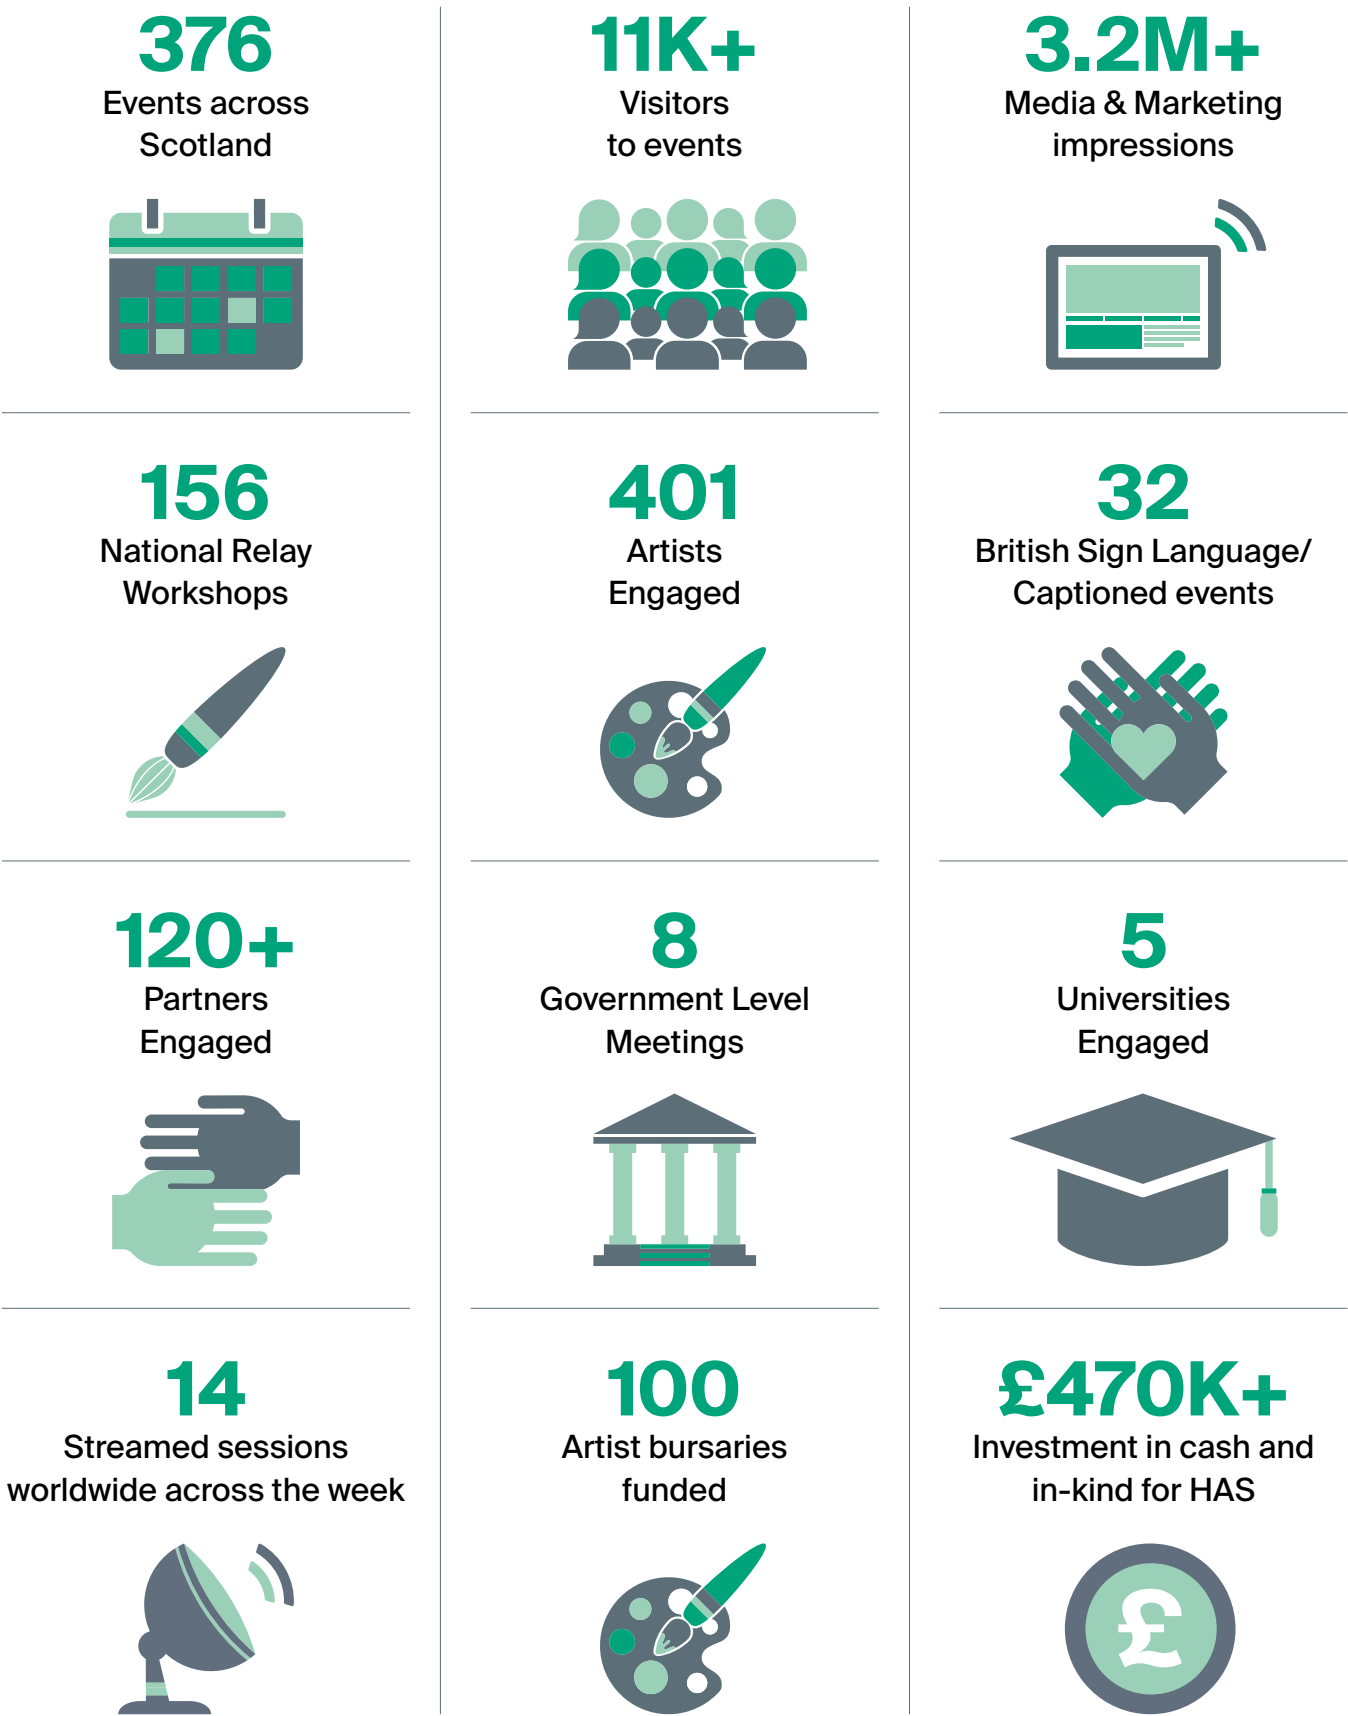 376
Events across
Scotland
11K+
Visitors
to events
3.2M+
Media & Marketing
impressions
156
National Relay
Workshops
401
Artists
Engaged
32
British Sign Language/
Captioned events
120+
Partners
Engaged
8
Government Level
Meetings
5
Universities
Engaged
14
Streamed sessions
worldwide across the week
100
Artist bursaries
funded
£470K+
Investment in cash and
in-kind for HAS
£